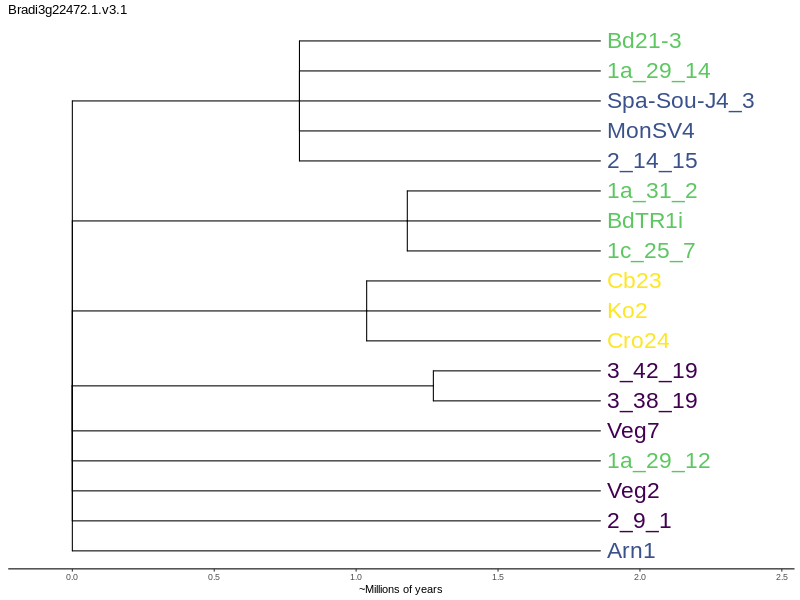 Bradi3g22472.1.v3.1
Bd21-3
1a_29_14
Spa-Sou-J4_3
MonSV4
2_14_15
1a_31_2
BdTR1i
1c_25_7
Cb23
Ko2
Cro24
3_42_19
3_38_19
Veg7
1a_29_12
Veg2
2_9_1
Arn1
0.0 0.5 1.0 1.5 2.0 2.5
~Millions of years